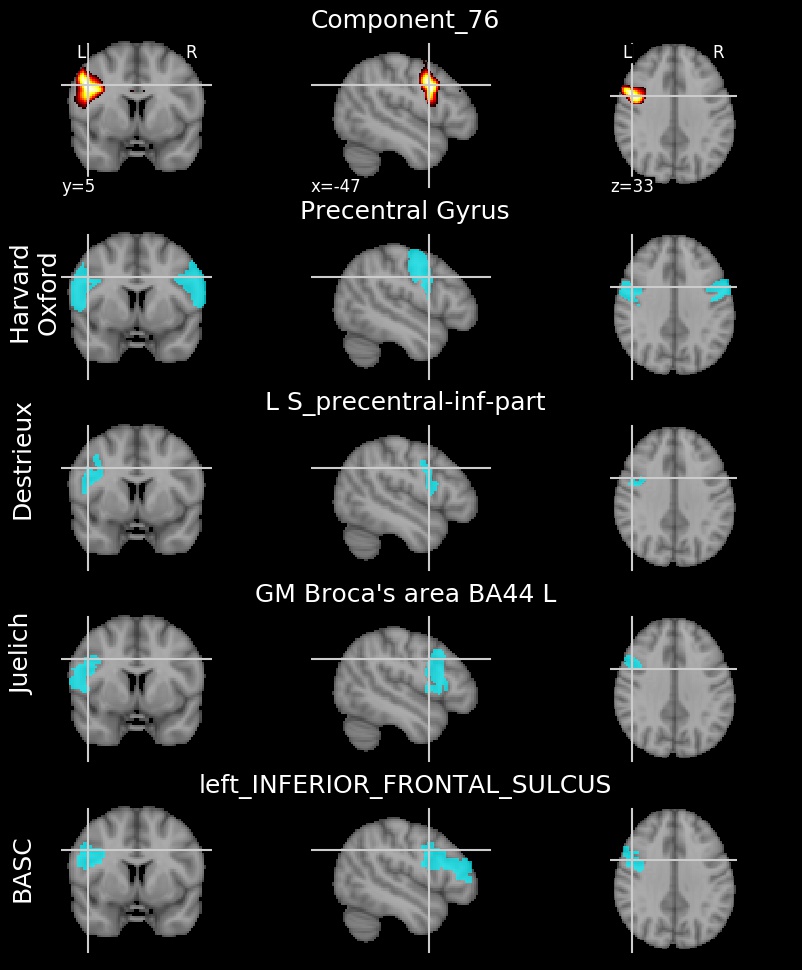 Component_76
L R
L R
y=5
x=-47
z=33
Precentral Gyrus
Harvard
Oxford
L S_precentral-inf-part
Destrieux
GM Broca's area BA44 L
Juelich
left_INFERIOR_FRONTAL_SULCUS
BASC